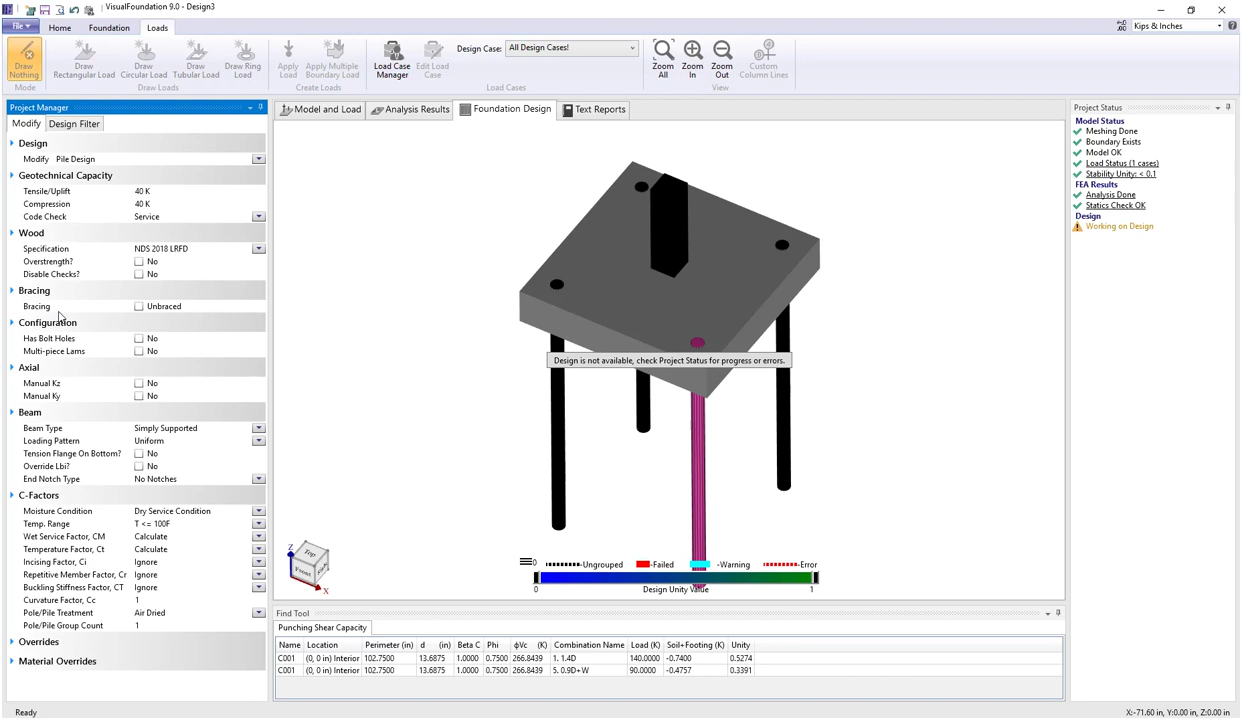 VisualFoundation 9.0 - Design3
File
Home
Foundation
Loads
Kips & Inches
Draw Nothing
Draw Rectangular Load
Draw Circular Load
Draw Tubular Load
Draw Ring Load
Apply Load
Apply Multiple Boundary Load
Load Case Manager
Edit Load Case
Design Case: All Design Cases!
Zoom All
Zoom In
Zoom Out
Custom Column Lines
Mode
Draw Loads
Create Loads
Load Cases
View
Project Manager
Modify
Design Filter
Design
Modify Pile Design
Geotechnical Capacity
Tensile/Uplift 40 K
Compression 40 K
Code Check Service
Wood
Specification NDS 2018 LRFD
Overstrength? No
Disable Checks? No
Bracing
Bracing Unbraced
Configuration
Has Bolt Holes No
Multi-piece Lams No
Axial
Manual Kz No
Manual Ky No
Beam
Beam Type Simply Supported
Loading Pattern Uniform
Tension Flange On Bottom? No
Override Lbi? No
End Notch Type No Notches
C-Factors
Moisture Condition Dry Service Condition
Temp. Range T <= 100F
Wet Service Factor, CM Calculate
Temperature Factor, Ct Calculate
Incising Factor, Ci Ignore
Repetitive Member Factor, Cr Ignore
Buckling Stiffness Factor, CT Ignore
Curvature Factor, Cc 1
Pole/Pile Treatment Air Dried
Pole/Pile Group Count 1
Overrides
Material Overrides
Model and Load
Analysis Results
Foundation Design
Text Reports
Design is not available, check Project Status for progress or errors.
Top
Front
Z
X
0
-Ungrouped
-Failed
-Warning
-Error
0
Design Unity Value
1
Find Tool
Punching Shear Capacity
Name Location Perimeter (in) d (in) Beta C Phi ϕVc (K) Combination Name Load (K) Soil+Footing (K) Unity
C001 (0, 0 in) Interior 102.7500 13.6875 1.0000 0.7500 266.8439 1. 1.4D 140.0000 -0.7400 0.5274
C001 (0, 0 in) Interior 102.7500 13.6875 1.0000 0.7500 266.8439 5. 0.9D+W 90.0000 -0.4757 0.3391
Project Status
Model Status
Meshing Done
Boundary Exists
Model OK
Load Status (1 cases)
Stability Unity: < 0.1
FEA Results
Analysis Done
Statics Check OK
Design
Working on Design
Ready
X:-71.60 in, Y:0.00 in, Z:0.00 in